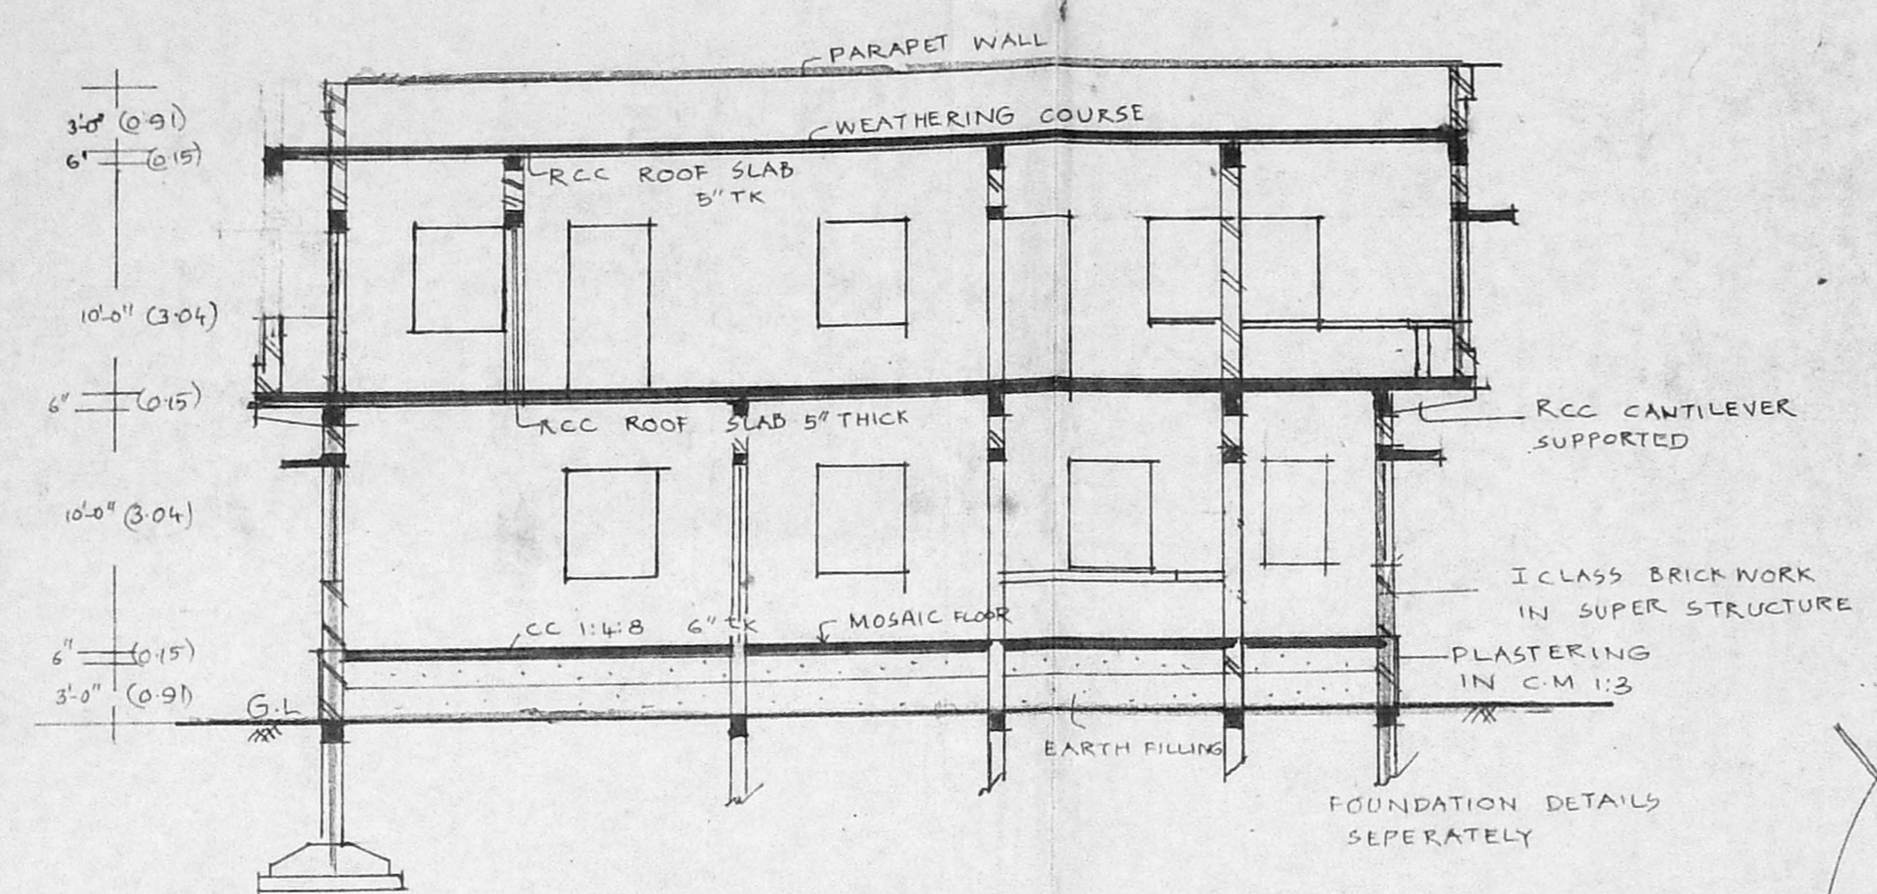 PARAPET WALL
3'-0" (0.91)
WEATHERING COURSE
6" (0.15)
RCC ROOF SLAB
5" TK
10'-0" (3.04)
6" (0.15)
RCC ROOF SLAB 5" THICK
RCC CANTILEVER
SUPPORTED
10'-0" (3.04)
I CLASS BRICK WORK
IN SUPER STRUCTURE
CC 1:4:8 6" TK
MOSAIC FLOOR
6" (0.15)
PLASTERING
IN C.M 1:3
3'-0" (0.91)
G.L
EARTH FILLING
FOUNDATION DETAILS
SEPERATELY